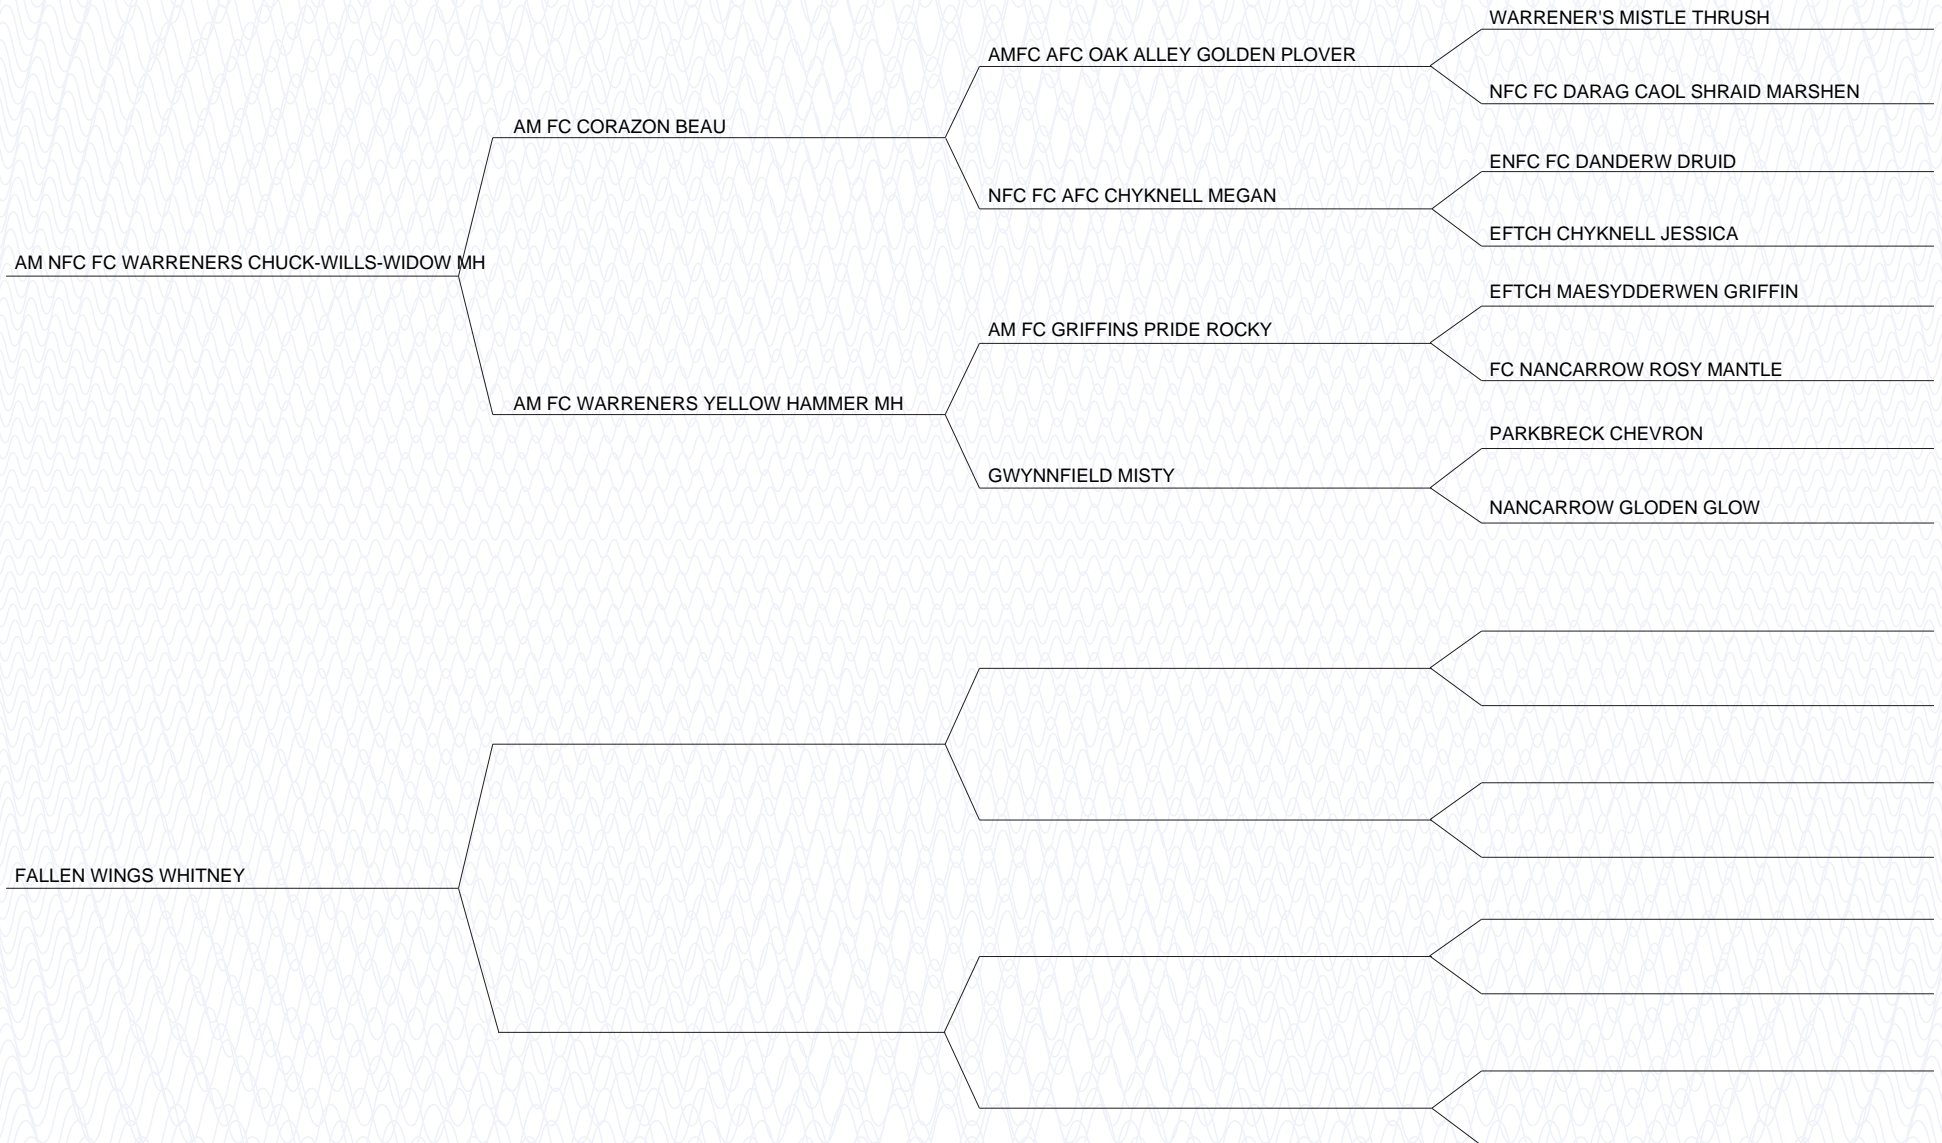 WARRENER'S MISTLE THRUSH
AMFC AFC OAK ALLEY GOLDEN PLOVER
NFC FC DARAG CAOL SHRAID MARSHEN
AM FC CORAZON BEAU
ENFC FC DANDERW DRUID
NFC FC AFC CHYKNELL MEGAN
EFTCH CHYKNELL JESSICA
AM NFC FC WARRENERS CHUCK-WILLS-WIDOW MH
EFTCH MAESYDDERWEN GRIFFIN
AM FC GRIFFINS PRIDE ROCKY
FC NANCARROW ROSY MANTLE
AM FC WARRENERS YELLOW HAMMER MH
PARKBRECK CHEVRON
GWYNNFIELD MISTY
NANCARROW GLODEN GLOW
FALLEN WINGS WHITNEY